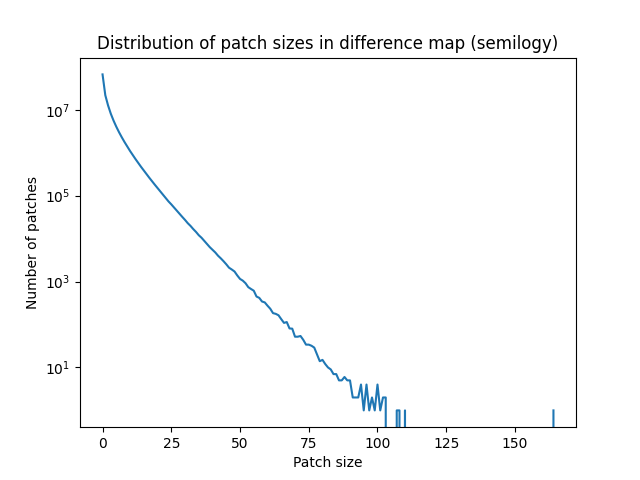 Distribution of patch sizes in difference map (semilogy)
Number of patches
10^7
10^5
10^3
10^1
0 25 50 75 100 125 150
Patch size